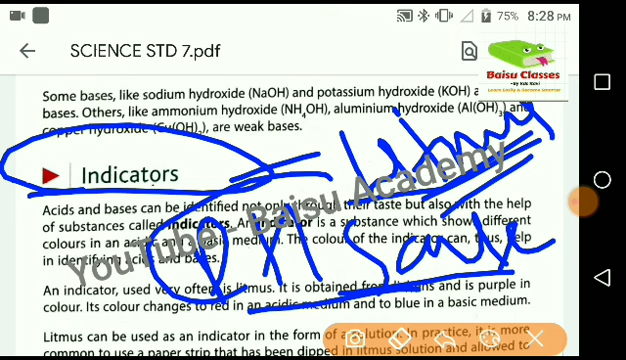 75% 8:28 PM
SCIENCE STD 7.pdf
Baisu Classes
Some bases, like sodium hydroxide (NaOH) and potassium hydroxide (KOH) a
bases. Others, like ammonium hydroxide (NH₄OH), aluminium hydroxide (Al(OH)₃) and
copper hydroxide are weak bases.
Litmus
Indicators
YouTube - Baisu Academy
Acids and bases can be identified not only through their taste but also with the help
of substances called indicators. An indicator is a substance which shows different
colours in an acidic and a basic medium. The colour of the indicator can, thus, help
in identifying acids and bases.
PH Scale
An indicator, used very often is litmus. It is obtained from lichens and is purple in
colour. Its colour changes to red in an acidic medium and to blue in a basic medium.
Litmus can be used as an indicator in the form of a solution. In practice, it is more
common to use a paper strip that has been dipped in litmus solution and allowed to